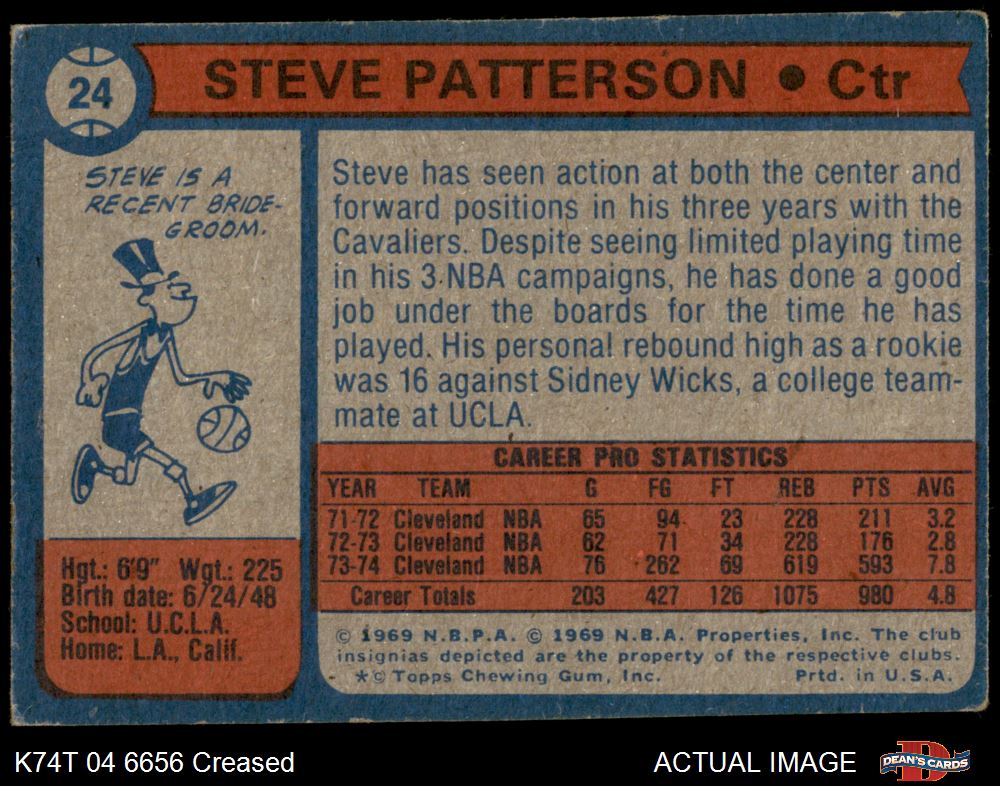 24
STEVE PATTERSON ● Ctr
STEVE IS A
RECENT BRIDE-
GROOM.
Steve has seen action at both the center and
forward positions in his three years with the
Cavaliers. Despite seeing limited playing time
in his 3 NBA campaigns, he has done a good
job under the boards for the time he has
played. His personal rebound high as a rookie
was 16 against Sidney Wicks, a college team-
mate at UCLA.
Hgt.: 6'9" Wgt.: 225
Birth date: 6/24/48
School: U.C.L.A.
Home: L.A., Calif.
CAREER PRO STATISTICS
YEAR TEAM G FG FT REB PTS AVG
71-72 Cleveland NBA 65 94 23 228 211 3.2
72-73 Cleveland NBA 62 71 34 228 176 2.8
73-74 Cleveland NBA 76 262 69 619 593 7.8
Career Totals 203 427 126 1075 980 4.8
© 1969 N.B.P.A. © 1969 N.B.A. Properties, Inc. The club
insignias depicted are the property of the respective clubs.
*© Topps Chewing Gum, Inc. Prtd. in U.S.A.
K74T 04 6656 Creased
ACTUAL IMAGE
D
DEAN'S CARDS